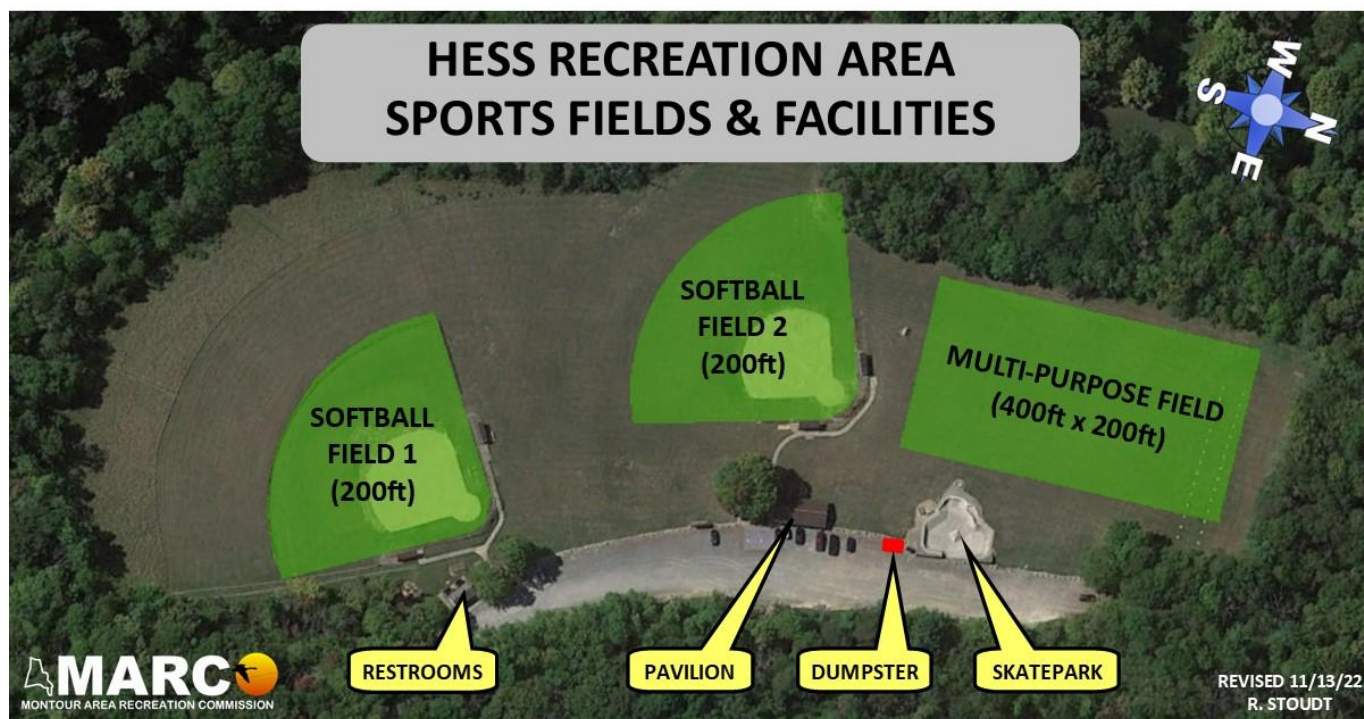 HESS RECREATION AREA
SPORTS FIELDS & FACILITIES
W
S
N
E
SOFTBALL
FIELD 2
(200ft)
MULTI-PURPOSE FIELD
(400ft x 200ft)
SOFTBALL
FIELD 1
(200ft)
RESTROOMS
PAVILION
DUMPSTER
SKATEPARK
MARC
MONTOUR AREA RECREATION COMMISSION
REVISED 11/13/22
R. STOUDT